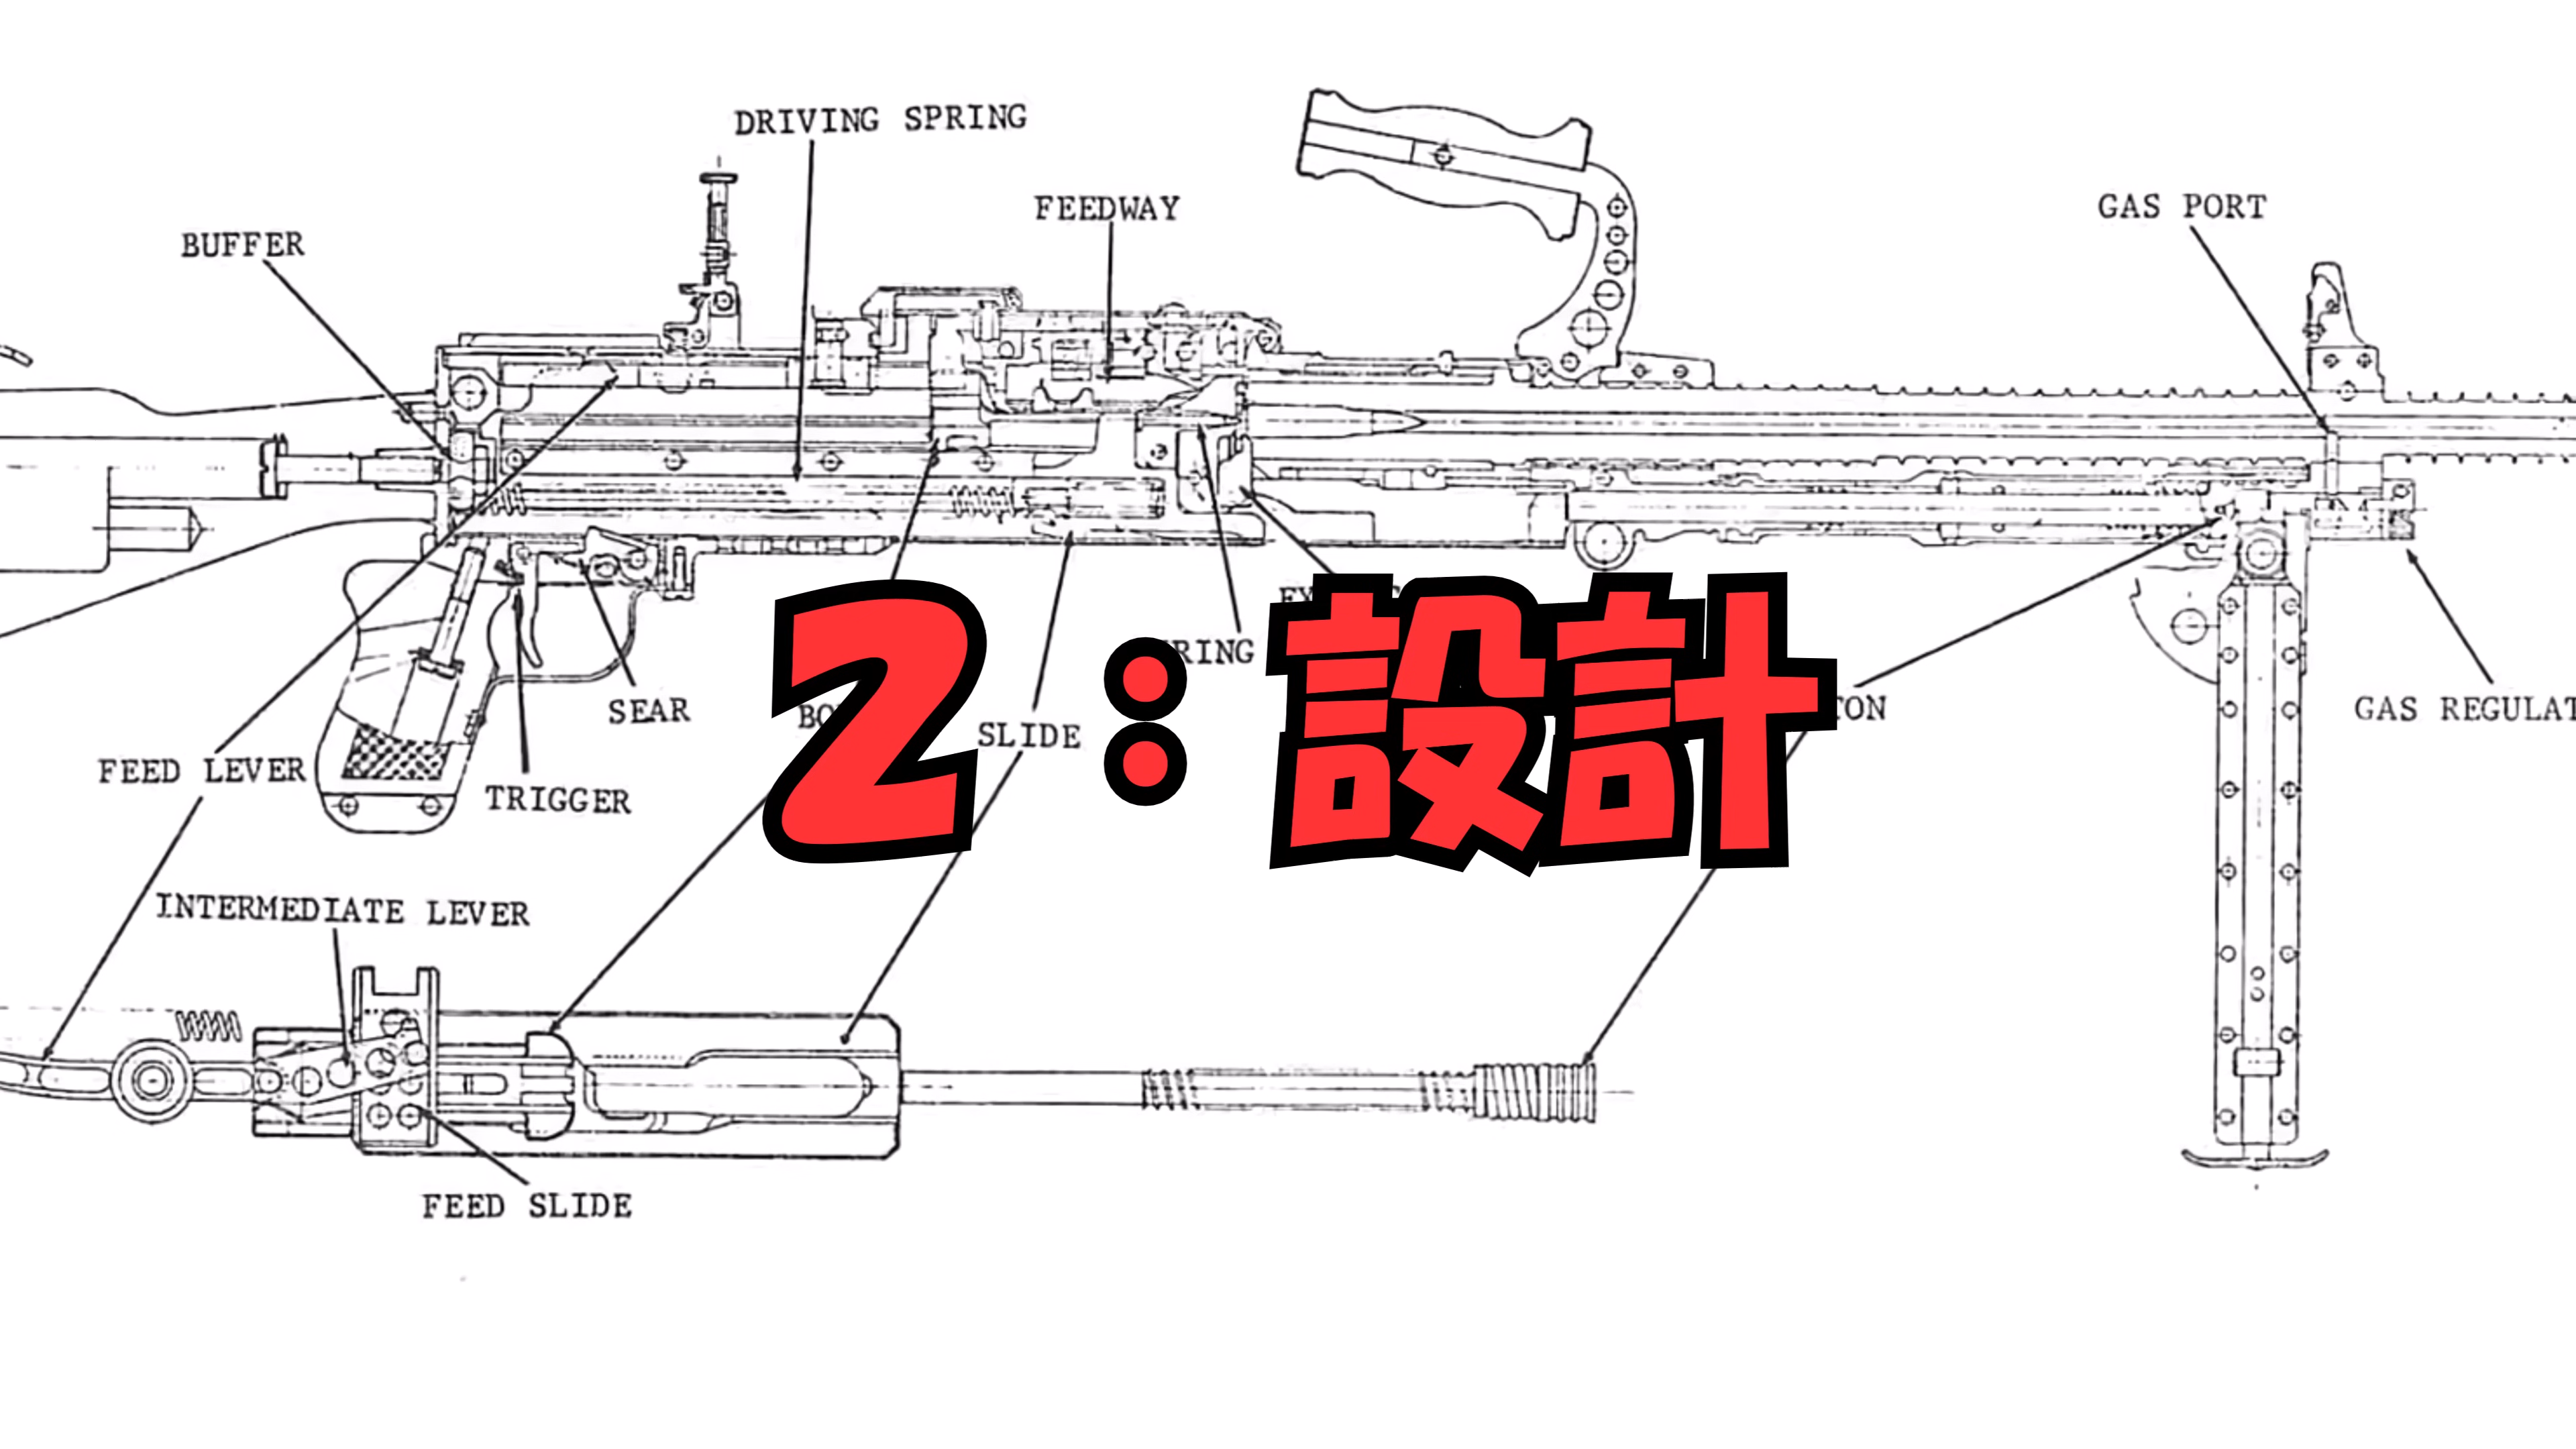 DRIVING SPRING
FEEDWAY
GAS PORT
BUFFER
2：設計
RING
SEAR
SLIDE
GAS REGULAT
FEED LEVER
TRIGGER
INTERMEDIATE LEVER
FEED SLIDE